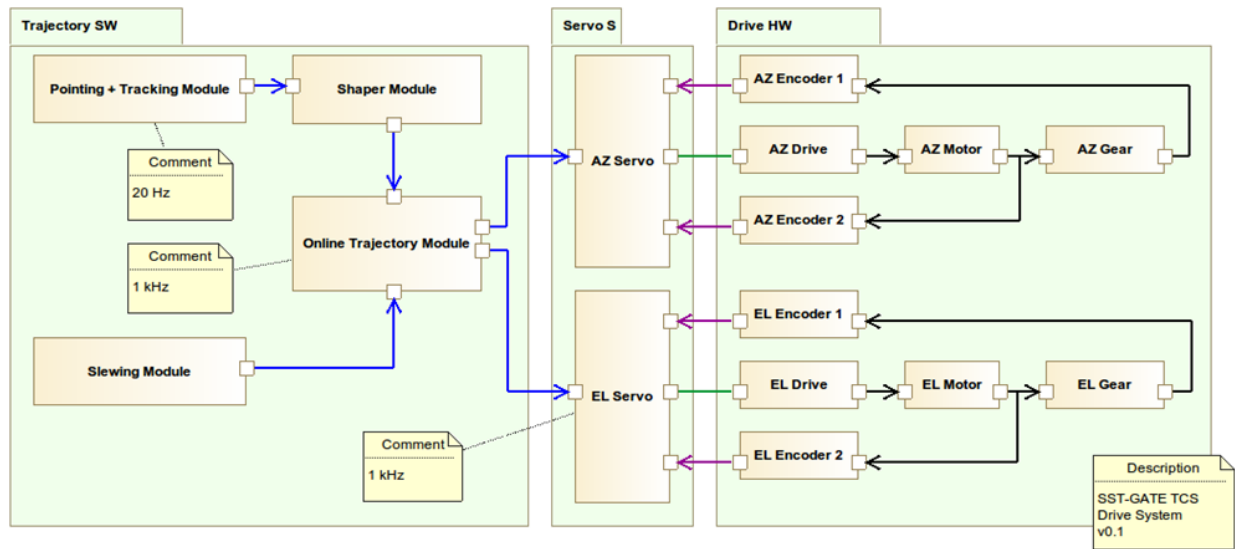 Trajectory SW
Servo S
Drive HW
Pointing + Tracking Module
Shaper Module
Comment
20 Hz
Online Trajectory Module
Comment
1 kHz
Slewing Module
Comment
1 kHz
AZ Servo
EL Servo
AZ Encoder 1
AZ Drive
AZ Motor
AZ Gear
AZ Encoder 2
EL Encoder 1
EL Drive
EL Motor
EL Gear
EL Encoder 2
Description
SST-GATE TCS
Drive System
v0.1